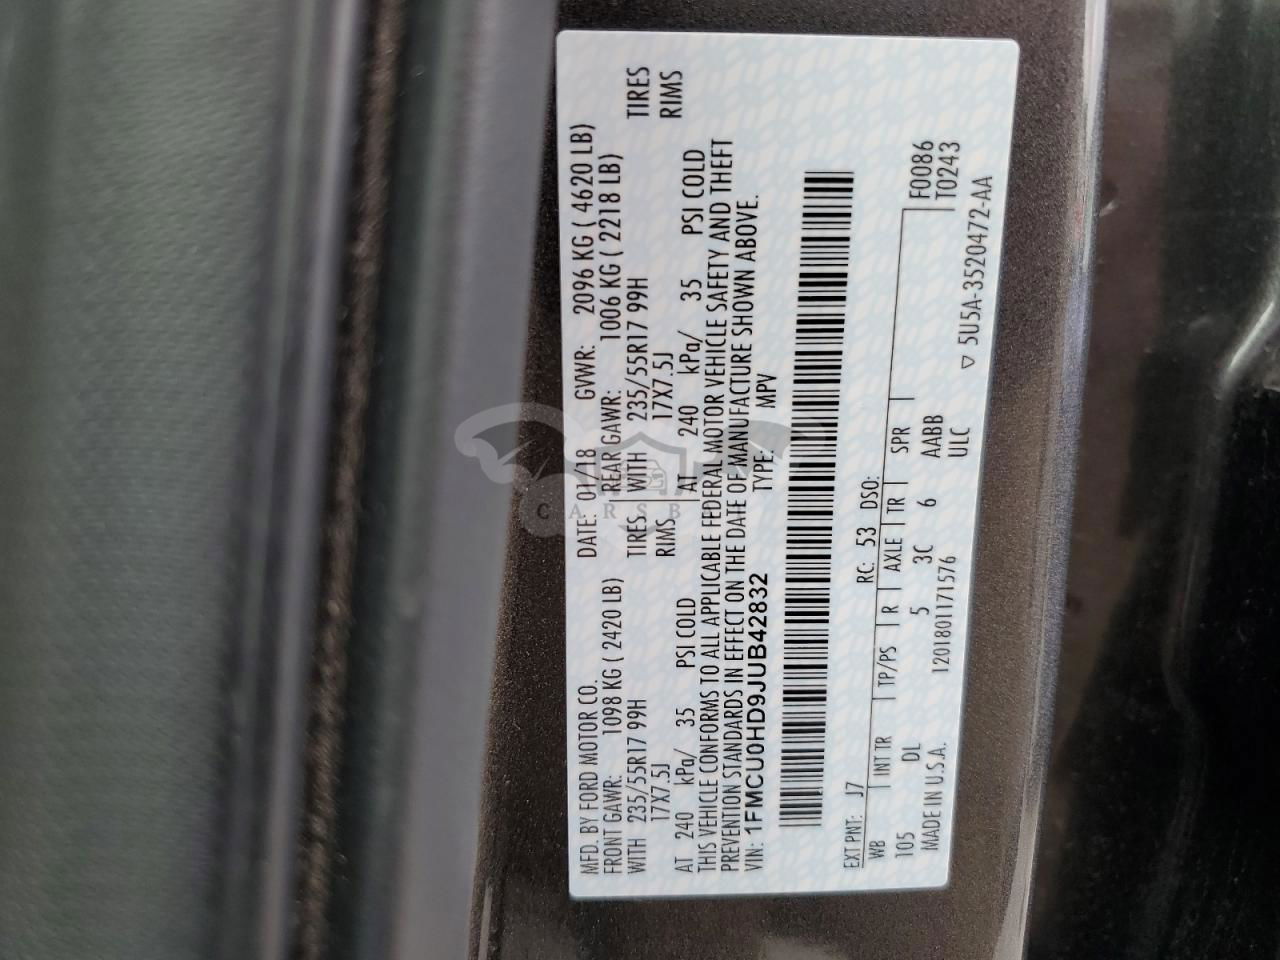 MFD. BY FORD MOTOR CO.
DATE: 01/18 GVWR: 2096 KG ( 4620 LB)
FRONT GAWR: 1098 KG ( 2420 LB) REAR GAWR: 1006 KG ( 2218 LB)
WITH 235/55R17 99H TIRES WITH 235/55R17 99H TIRES
17X7.5J RIMS 17X7.5J RIMS
AT 240 kPa/ 35 PSI COLD AT 240 kPa/ 35 PSI COLD
THIS VEHICLE CONFORMS TO ALL APPLICABLE FEDERAL MOTOR VEHICLE SAFETY AND THEFT
PREVENTION STANDARDS IN EFFECT ON THE DATE OF MANUFACTURE SHOWN ABOVE.
VIN: 1FMCU0HD9JUB42832 TYPE: MPV
EXT PNT: J7 RC: 53 DSO:
WB INT TR TP/PS R AXLE TR SPR F0086
105 DL 5 3C 6 AABB T0243
MADE IN U.S.A. 1201801171576 ULC
▽ 5U5A-3520472-AA
CARSB